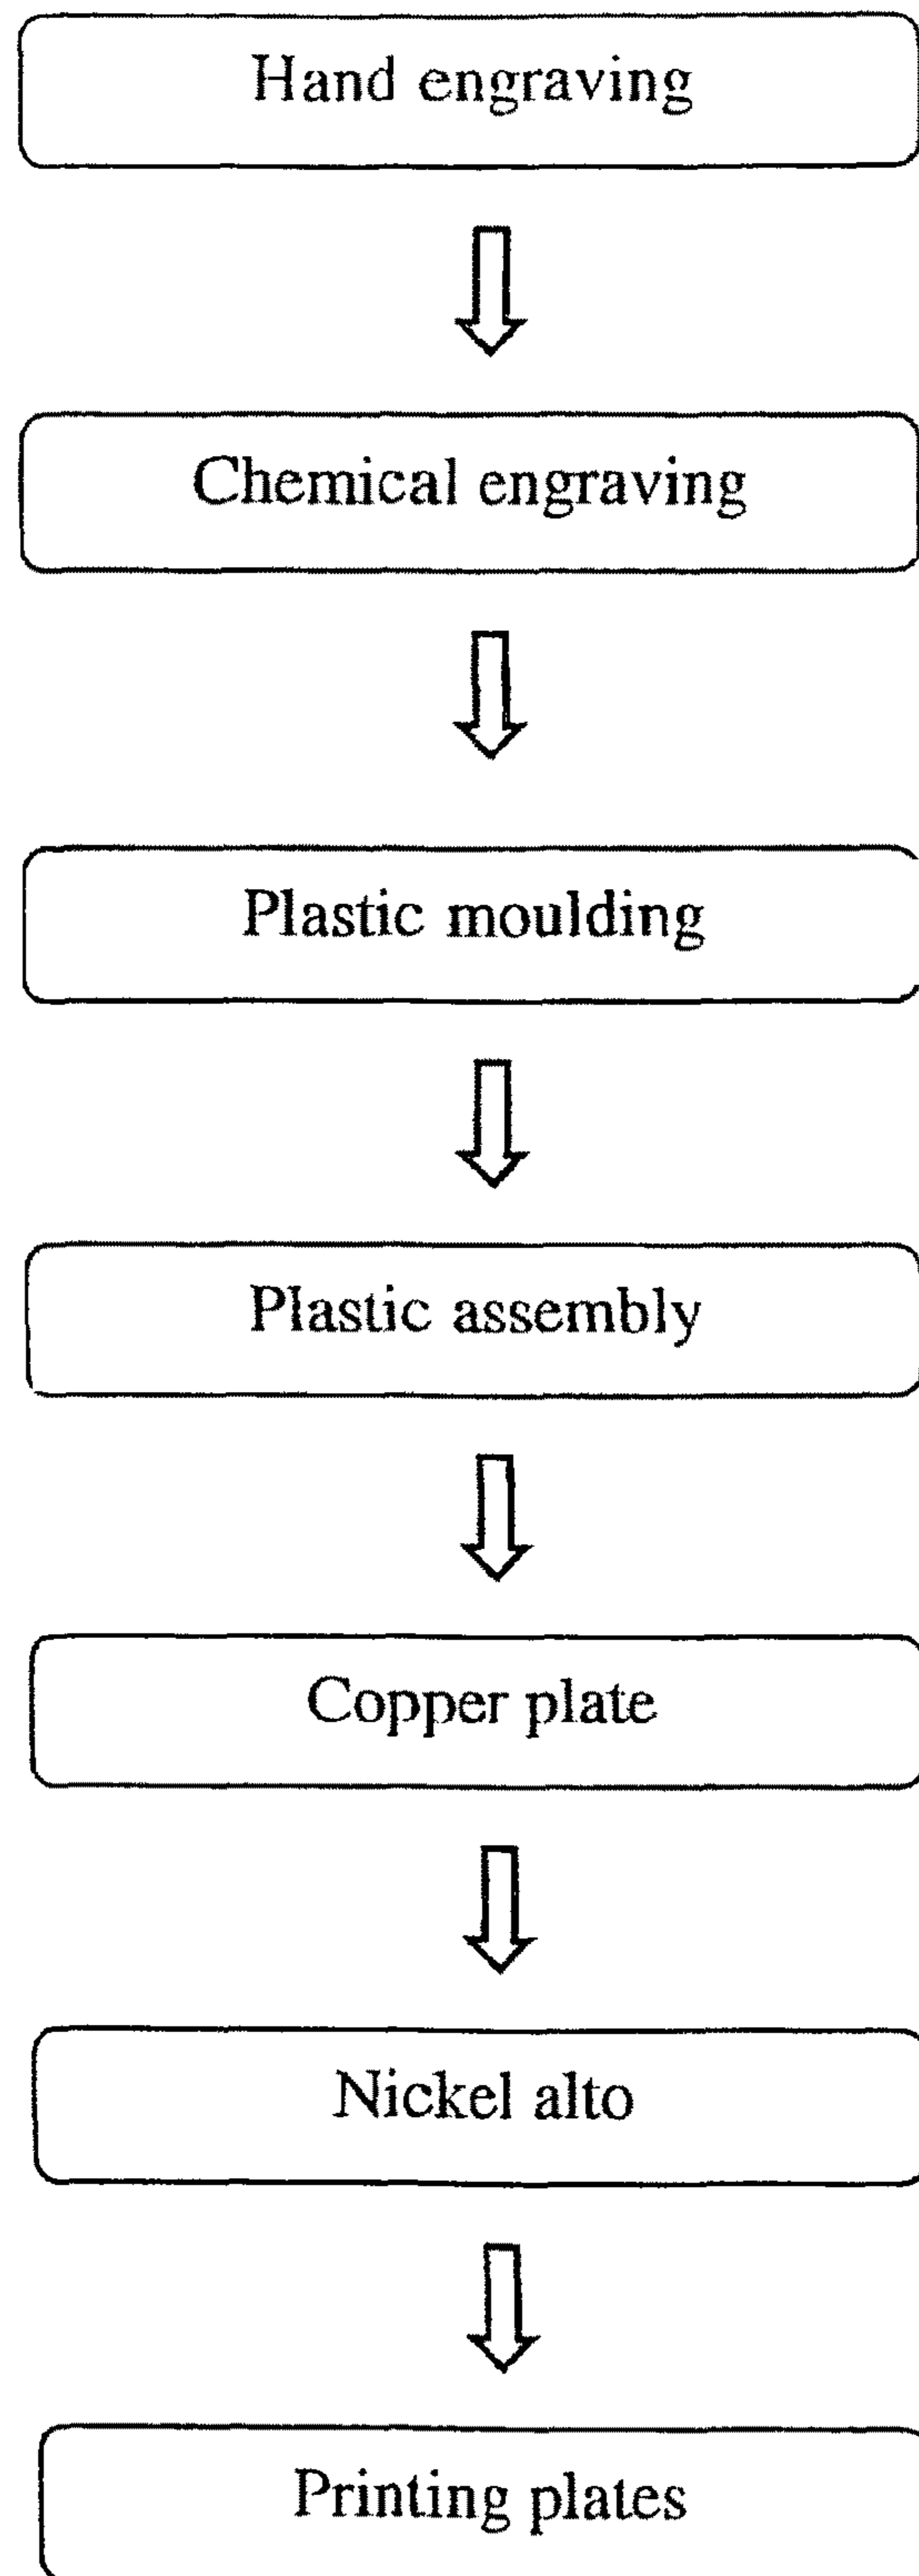 Hand engraving
Chemical engraving
Plastic moulding
Plastic assembly
Copper plate
Nickel alto
Printing plates